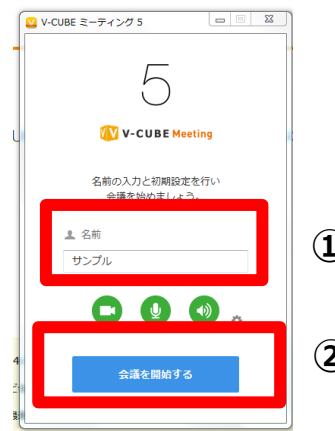 V-CUBE ミーティング 5
5
V-CUBE Meeting
名前の入力と初期設定を行い
会議を始めましょう。
名前
①
サンプル
②
会議を開始する
4